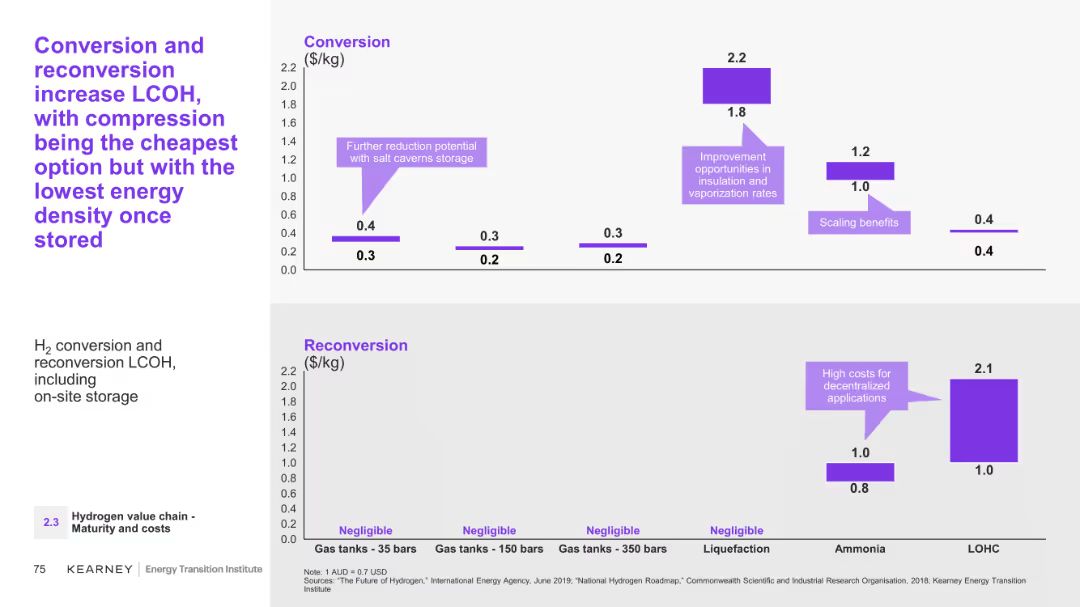 Conversion and
reconversion
increase LCOH,
with compression
being the cheapest
option but with the
lowest energy
density once
stored
H2 conversion and
reconversion LCOH,
including
on-site storage
2.3
Hydrogen value chain -
Maturity and costs
75
KEARNEY
Energy Transition Institute
Conversion
($/kg)
2.2
2.0
1.8
1.6
1.4
1.2
1.0
0.8
0.6
0.4
0.2
0.0
Further reduction potential
with salt caverns storage
0.4
0.3
0.3
0.2
0.3
0.2
2.2
1.8
Improvement
opportunities in
insulation and
vaporization rates
1.2
1.0
Scaling benefits
0.4
0.4
Reconversion
($/kg)
2.2
2.0
1.8
1.6
1.4
1.2
1.0
0.8
0.6
0.4
0.2
0.0
Negligible
Negligible
Negligible
Negligible
High costs for
decentralized
applications
1.0
0.8
2.1
1.0
Gas tanks - 35 bars
Gas tanks - 150 bars
Gas tanks - 350 bars
Liquefaction
Ammonia
LOHC
Note: 1 AUD = 0.7 USD
Sources: "The Future of Hydrogen," International Energy Agency, June 2019; "National Hydrogen Roadmap," Commonwealth Scientific and Industrial Research Organisation, 2018. Kearney Energy Transition
Institute